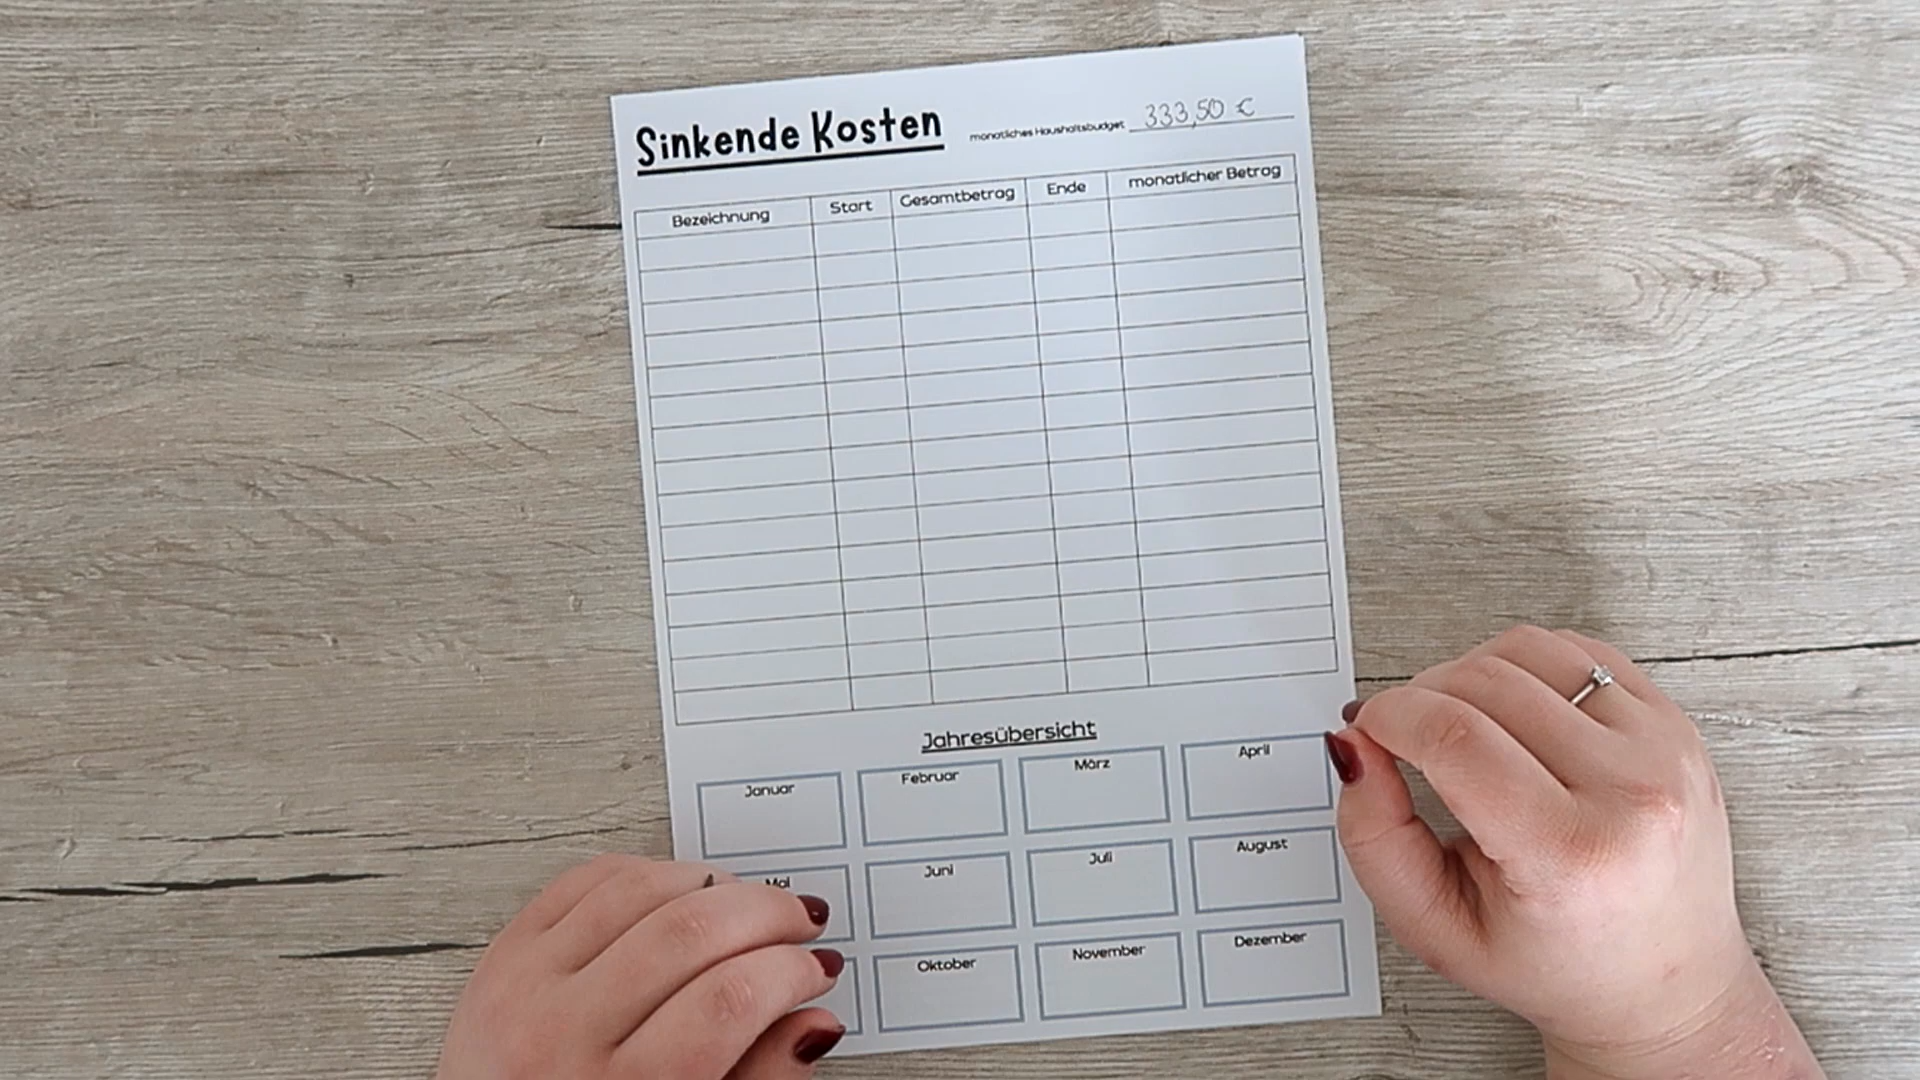 Sinkende Kosten
monatliches Haushaltsbudget 333,50 €
Bezeichnung Start Gesamtbetrag Ende monatlicher Betrag
Jahresübersicht
Januar Februar März April
Mai Juni Juli August
Oktober November Dezember